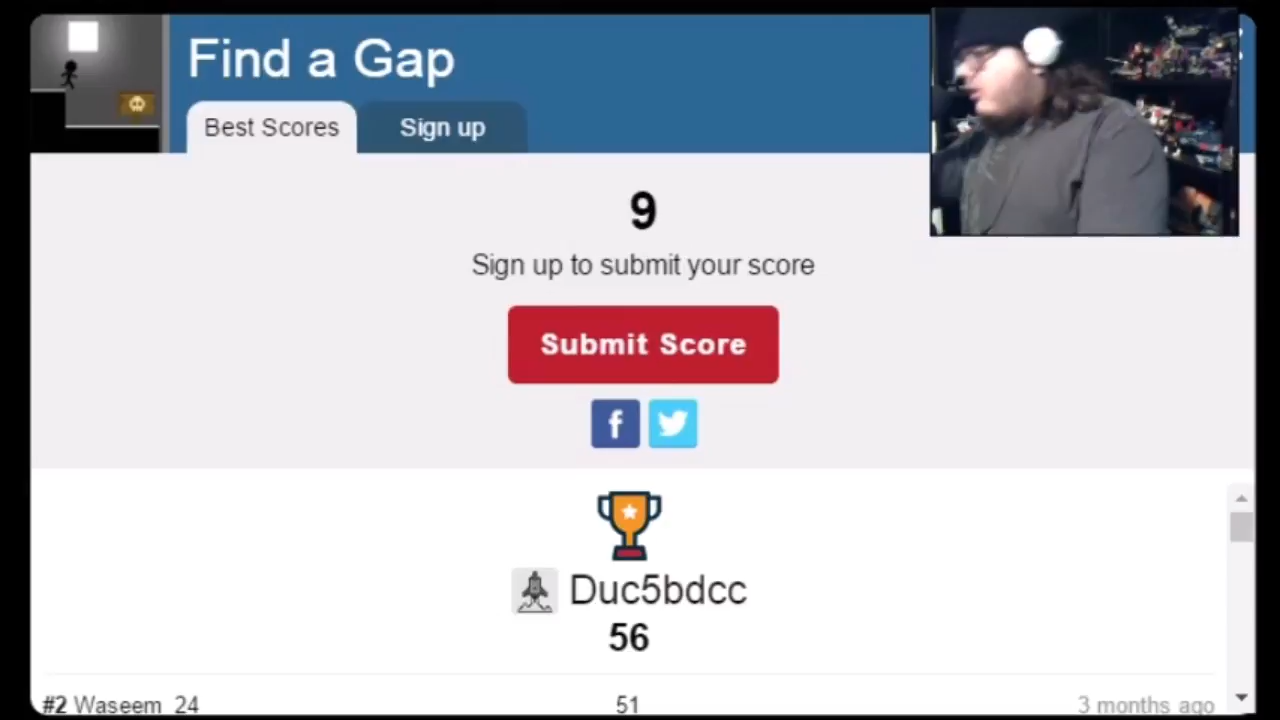 Find a Gap
Best Scores
Sign up
9
Sign up to submit your score
Submit Score
f
Duc5bdcc
56
#2 Waseem_24 51 3 months ago